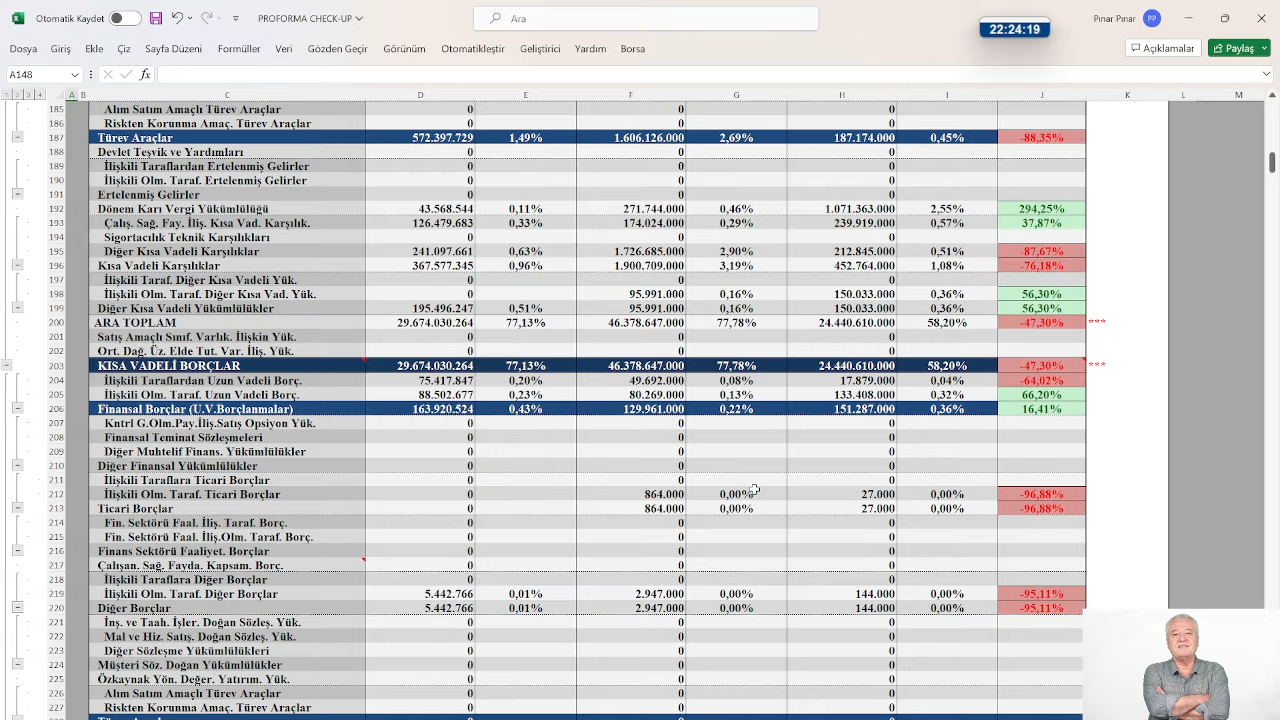 Otomatik Kaydet PROFORMA CHECK-UP Ara 22:24:19 Pınar Pınar PP
Dosya Giriş Ekle Çiz Sayfa Düzeni Formüller Veri Gözden Geçir Görünüm Otomatikleştir Geliştirici Yardım Borsa Açıklamalar Paylaş
A148 fx
1 2 3 4 A B C D E F G H I J K L M
185 Alım Satım Amaçlı Türev Araçlar 0 0 0
186 Riskten Korunma Amaç. Türev Araçlar 0 0 0
187 Türev Araçlar 572.397.729 1,49% 1.606.126.000 2,69% 187.174.000 0,45% -88,35%
188 Devlet Teşvik ve Yardımları 0 0 0
189 İlişkili Taraflardan Ertelenmiş Gelirler 0 0 0
190 İlişkili Olm. Taraf. Ertelenmiş Gelirler 0 0 0
191 Ertelenmiş Gelirler 0 0 0
192 Dönem Karı Vergi Yükümlülüğü 43.568.544 0,11% 271.744.000 0,46% 1.071.363.000 2,55% 294,25%
193 Çalış. Sağ. Fay. İliş. Kısa Vad. Karşılık. 126.479.683 0,33% 174.024.000 0,29% 239.919.000 0,57% 37,87%
194 Sigortacılık Teknik Karşılıkları 0 0 0
195 Diğer Kısa Vadeli Karşılıklar 241.097.661 0,63% 1.726.685.000 2,90% 212.845.000 0,51% -87,67%
196 Kısa Vadeli Karşılıklar 367.577.345 0,96% 1.900.709.000 3,19% 452.764.000 1,08% -76,18%
197 İlişkili Taraf. Diğer Kısa Vadeli Yük. 0 0 0
198 İlişkili Olm. Taraf. Diğer Kısa Vad. Yük. 0 95.991.000 0,16% 150.033.000 0,36% 56,30%
199 Diğer Kısa Vadeli Yükümlülükler 195.496.247 0,51% 95.991.000 0,16% 150.033.000 0,36% 56,30%
200 ARA TOPLAM 29.674.030.264 77,13% 46.378.647.000 77,78% 24.440.610.000 58,20% -47,30% ***
201 Satış Amaçlı Sınıf. Varlık. İlişkin Yük. 0 0 0
202 Ort. Dağ. Üz. Elde Tut. Var. İliş. Yük. 0 0 0
203 KISA VADELİ BORÇLAR 29.674.030.264 77,13% 46.378.647.000 77,78% 24.440.610.000 58,20% -47,30% ***
204 İlişkili Taraflardan Uzun Vadeli Borç. 75.417.847 0,20% 49.692.000 0,08% 17.879.000 0,04% -64,02%
205 İlişkili Olm. Taraf. Uzun Vadeli Borç. 88.502.677 0,23% 80.269.000 0,13% 133.408.000 0,32% 66,20%
206 Finansal Borçlar (U.V.Borçlanmalar) 163.920.524 0,43% 129.961.000 0,22% 151.287.000 0,36% 16,41%
207 Kntrl G.Olm.Pay.İliş.Satış Opsiyon Yük. 0 0 0
208 Finansal Teminat Sözleşmeleri 0 0 0
209 Diğer Muhtelif Finans. Yükümlülükler 0 0 0
210 Diğer Finansal Yükümlülükler 0 0 0
211 İlişkili Taraflara Ticari Borçlar 0 0 0
212 İlişkili Olm. Taraf. Ticari Borçlar 0 864.000 0,00% 27.000 0,00% -96,88%
213 Ticari Borçlar 0 864.000 0,00% 27.000 0,00% -96,88%
214 Fin. Sektörü Faal. İliş. Taraf. Borç. 0 0 0
215 Fin. Sektörü Faal. İliş.Olm. Taraf. Borç. 0 0 0
216 Finans Sektörü Faaliyet. Borçlar 0 0 0
217 Çalışan. Sağ. Fayda. Kapsam. Borç. 0 0 0
218 İlişkili Taraflara Diğer Borçlar 0 0 0
219 İlişkili Olm. Taraf. Diğer Borçlar 5.442.766 0,01% 2.947.000 0,00% 144.000 0,00% -95,11%
220 Diğer Borçlar 5.442.766 0,01% 2.947.000 0,00% 144.000 0,00% -95,11%
221 İnş. ve Taah. İşler. Doğan Sözleş. Yük. 0 0 0
222 Mal ve Hiz. Satış. Doğan Sözleş. Yük. 0 0 0
223 Diğer Sözleşme Yükümlülükleri 0 0 0
224 Müşteri Söz. Doğan Yükümlülükler 0 0 0
225 Özkaynak Yön. Değer. Yatırım. Yük. 0 0 0
226 Alım Satım Amaçlı Türev Araçlar 0 0 0
227 Riskten Korunma Amaç. Türev Araçlar 0 0 0